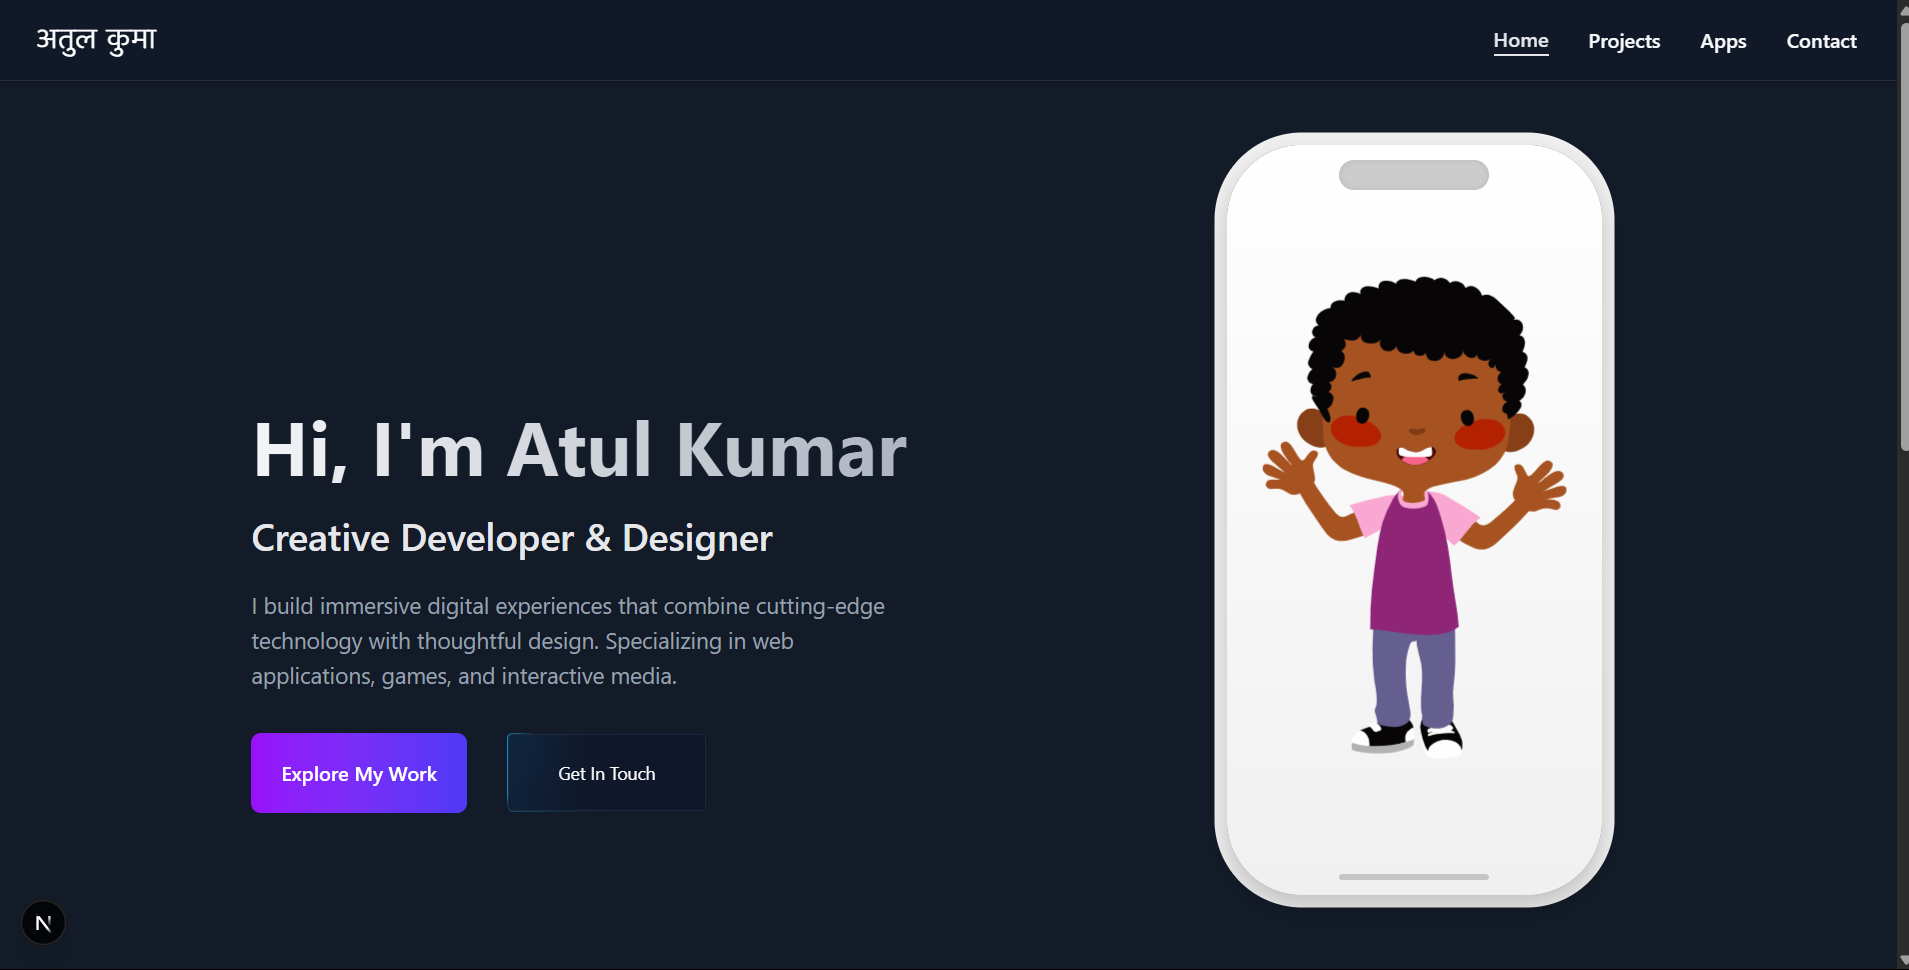 अतुल कुमा
Home
Projects
Apps
Contact
Hi, I'm Atul Kumar
Creative Developer & Designer
I build immersive digital experiences that combine cutting-edge
technology with thoughtful design. Specializing in web
applications, games, and interactive media.
Explore My Work
Get In Touch
N